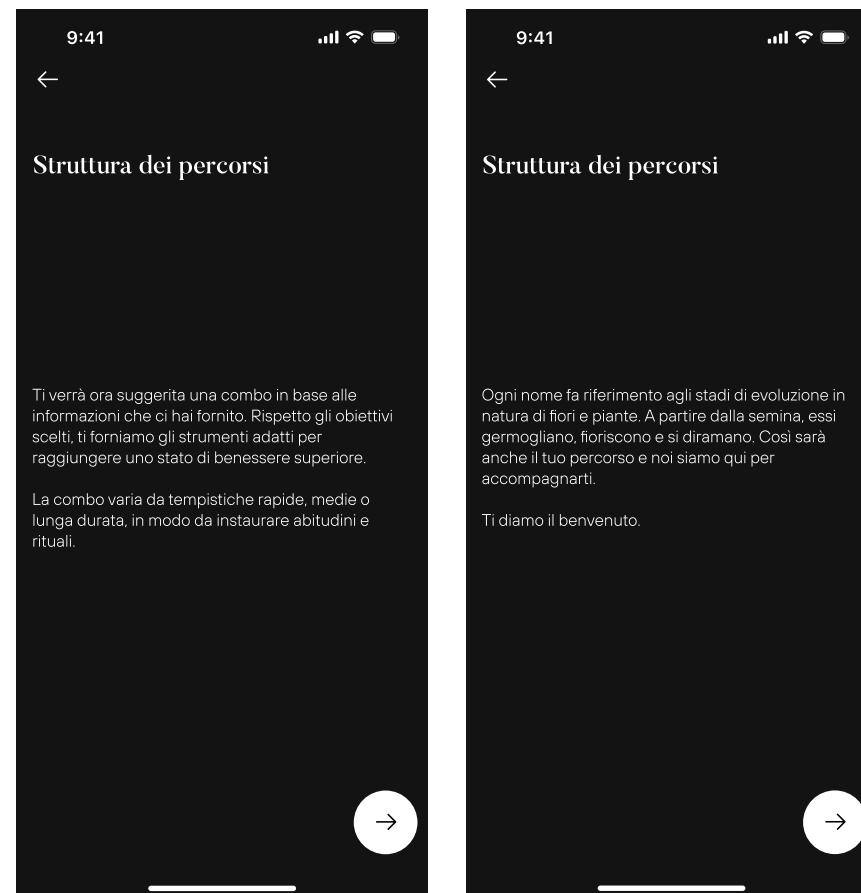 9:41
Struttura dei percorsi
Ti verrà ora suggerita una combo in base alle
informazioni che ci hai fornito. Rispetto gli obiettivi
scelti, ti forniamo gli strumenti adatti per
raggiungere uno stato di benessere superiore.
La combo varia da tempistiche rapide, medie o
lunga durata, in modo da instaurare abitudini e
rituali.
9:41
Struttura dei percorsi
Ogni nome fa riferimento agli stadi di evoluzione in
natura di fiori e piante. A partire dalla semina, essi
germogliano, fioriscono e si diramano. Così sarà
anche il tuo percorso e noi siamo qui per
accompagnarti.
Ti diamo il benvenuto.